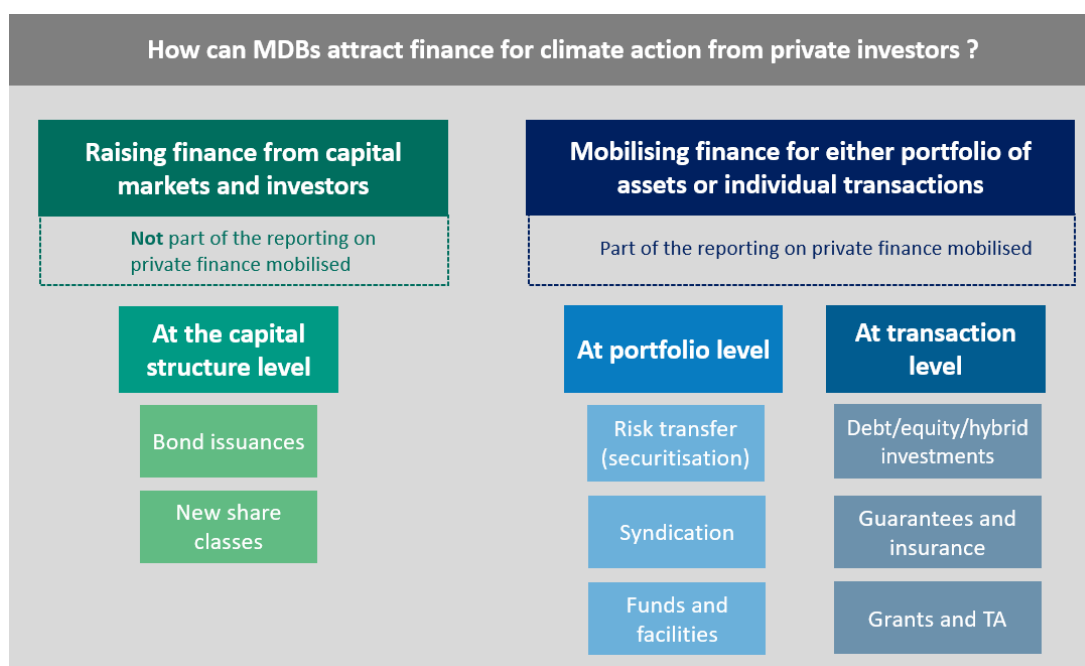 How can MDBs attract finance for climate action from private investors ?
Raising finance from capital
markets and investors
Not part of the reporting on
private finance mobilised
At the capital
structure level
Bond issuances
New share
classes
Mobilising finance for either portfolio of
assets or individual transactions
Part of the reporting on private finance mobilised
At portfolio level
Risk transfer
(securitisation)
Syndication
Funds and
facilities
At transaction
level
Debt/equity/hybrid
investments
Guarantees and
insurance
Grants and TA